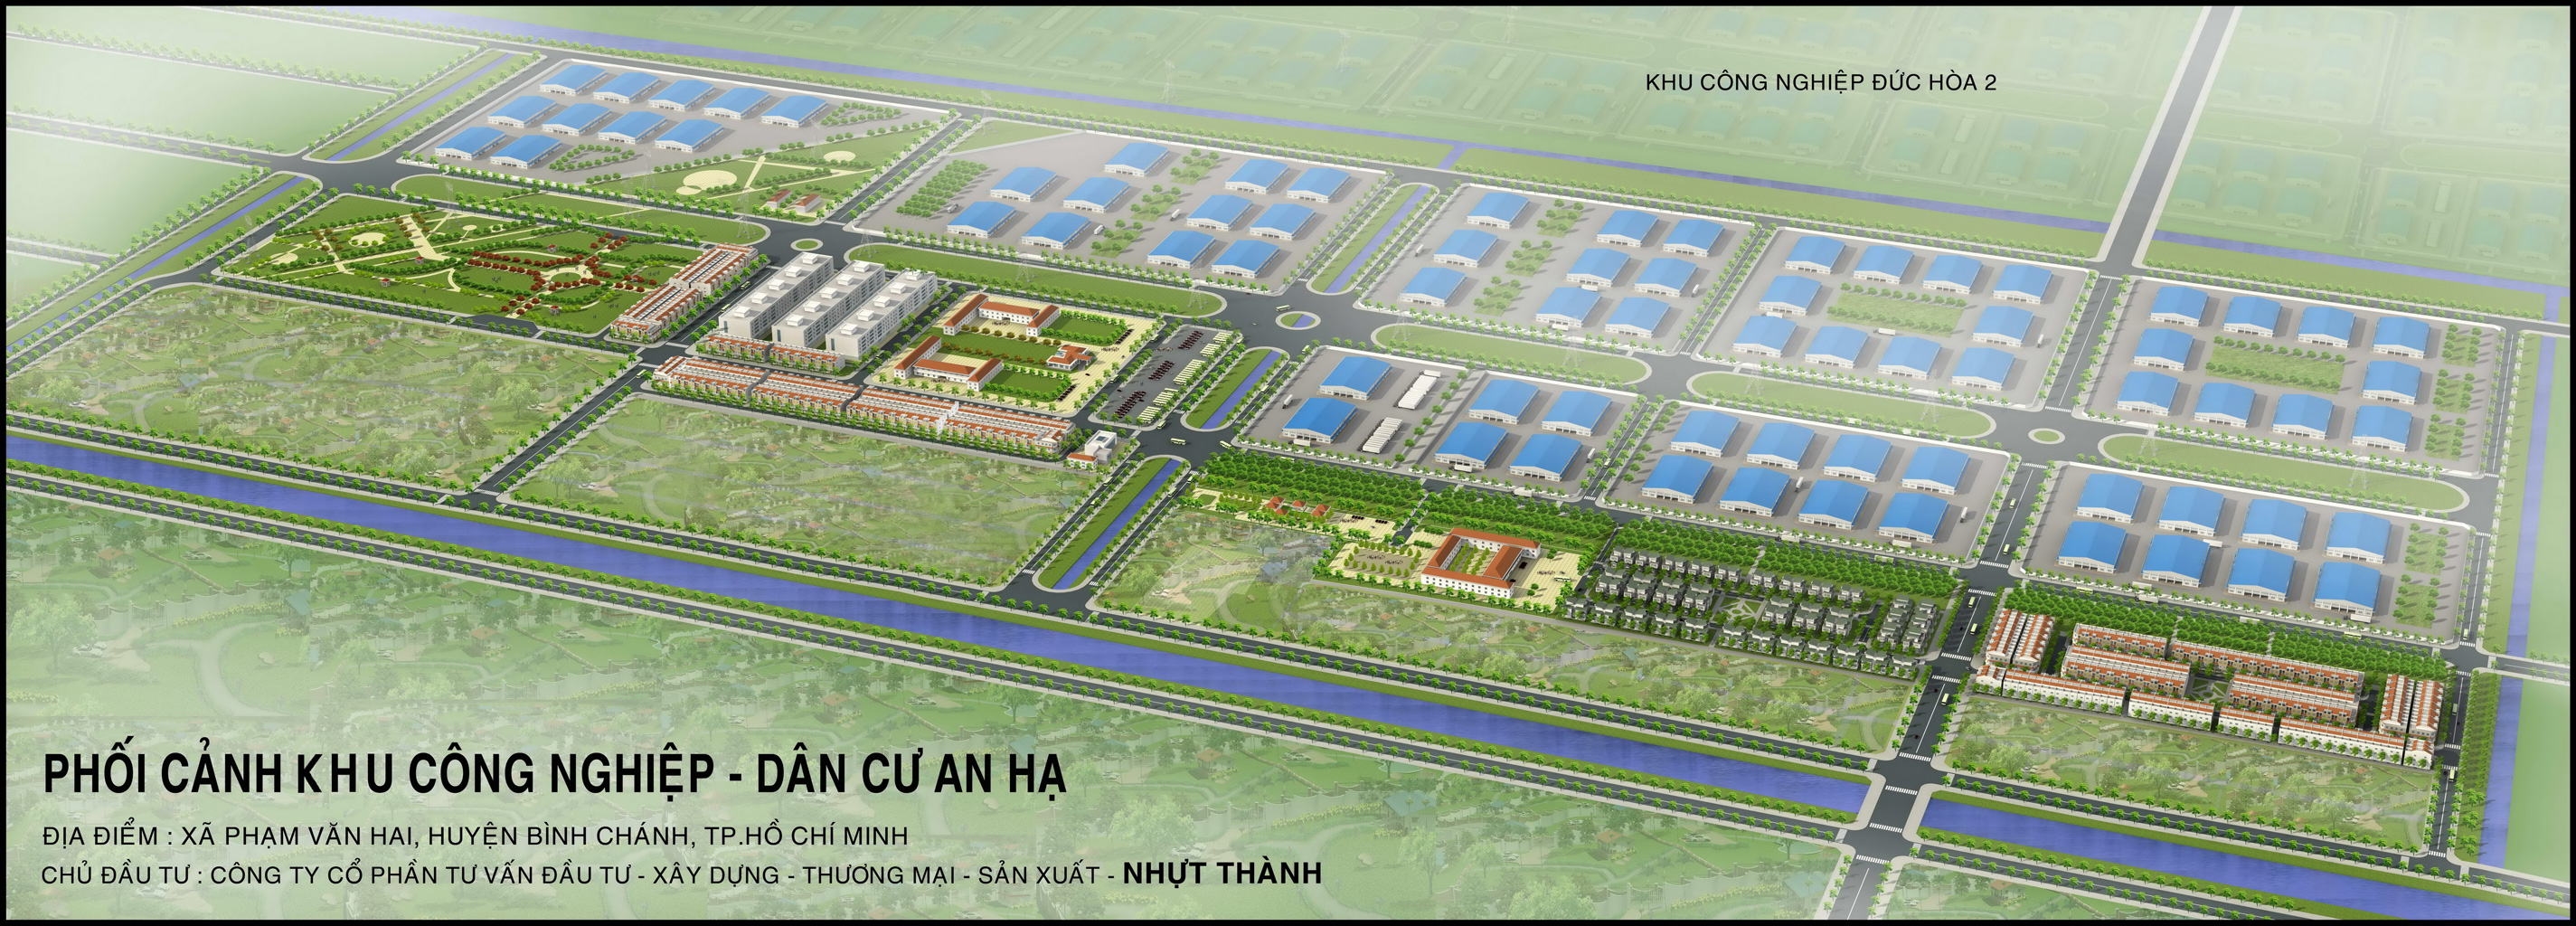 KHU CÔNG NGHIỆP ĐỨC HÒA 2
PHỐI CẢNH KHU CÔNG NGHIỆP - DÂN CƯ AN HẠ
ĐỊA ĐIỂM : XÃ PHẠM VĂN HAI, HUYỆN BÌNH CHÁNH, TP.HỒ CHÍ MINH
CHỦ ĐẦU TƯ : CÔNG TY CỔ PHẦN TƯ VẤN ĐẦU TƯ - XÂY DỰNG - THƯƠNG MẠI - SẢN XUẤT - NHỰT THÀNH